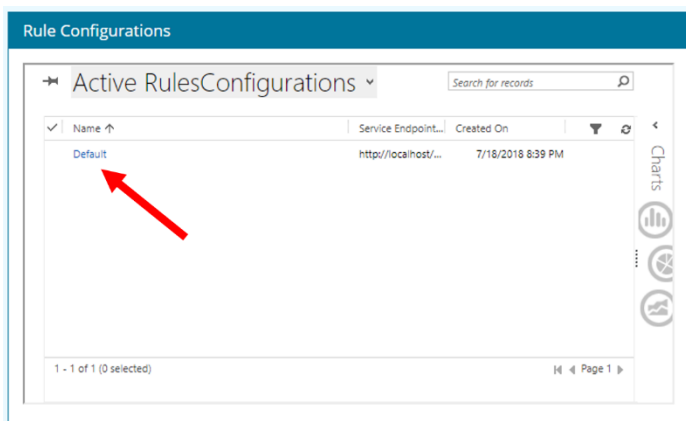 Rule Configurations
Active RulesConfigurations
Search for records
Name Service Endpoint... Created On
Default http://localhost/... 7/18/2018 8:39 PM
Charts
1 - 1 of 1 (0 selected) Page 1